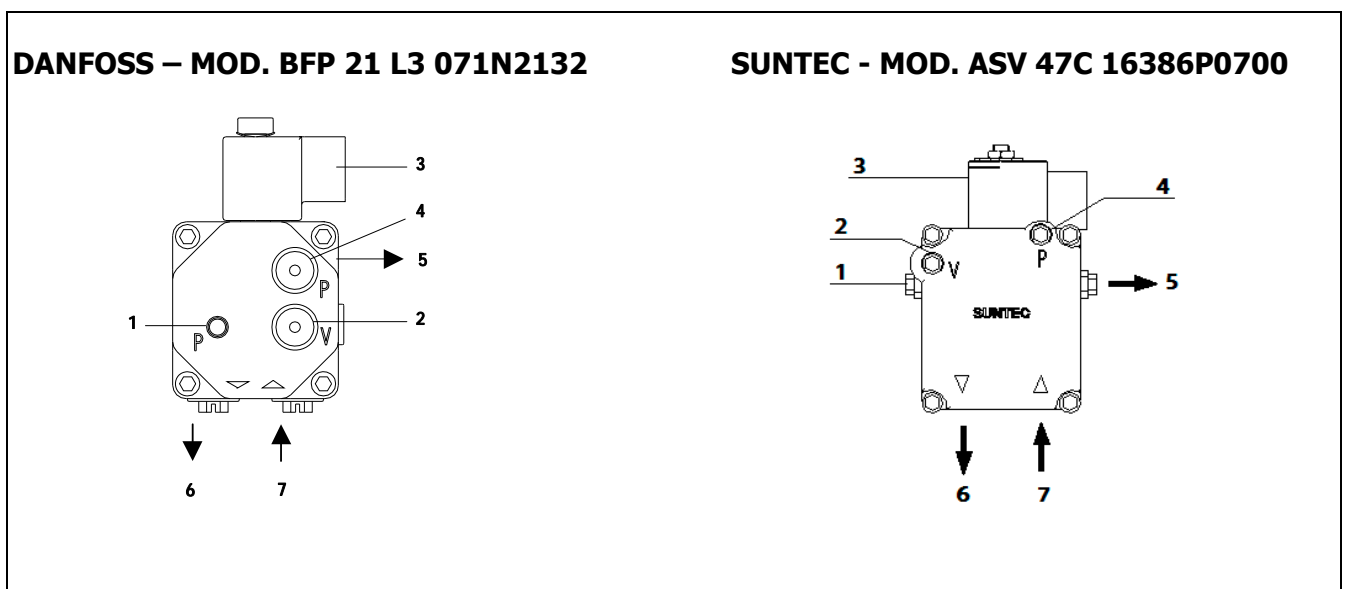 DANFOSS – MOD. BFP 21 L3 071N2132
3
4
P
5
1
P
2
V
6
7
SUNTEC - MOD. ASV 47C 16386P0700
3
4
2
V
P
1
5
SUNTEC
6
7